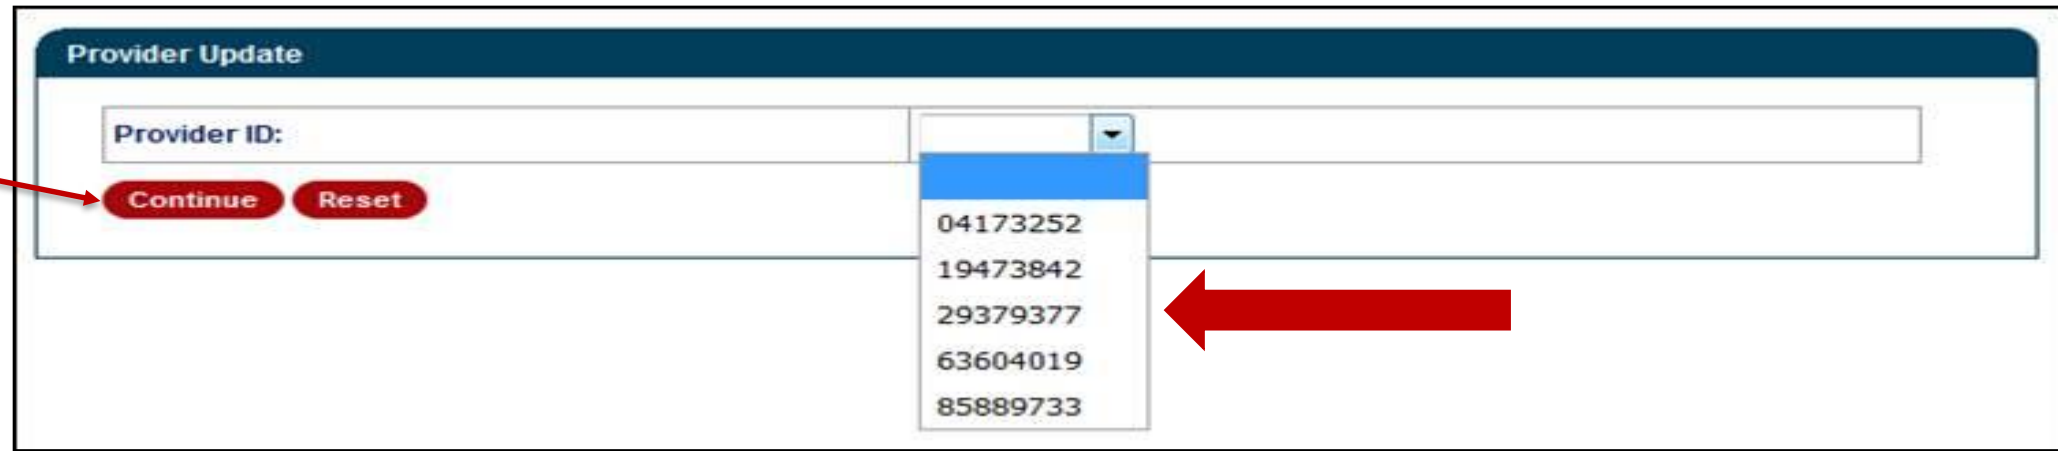 Provider Update
Provider ID:
Continue Reset
04173252
19473842
29379377
63604019
85889733